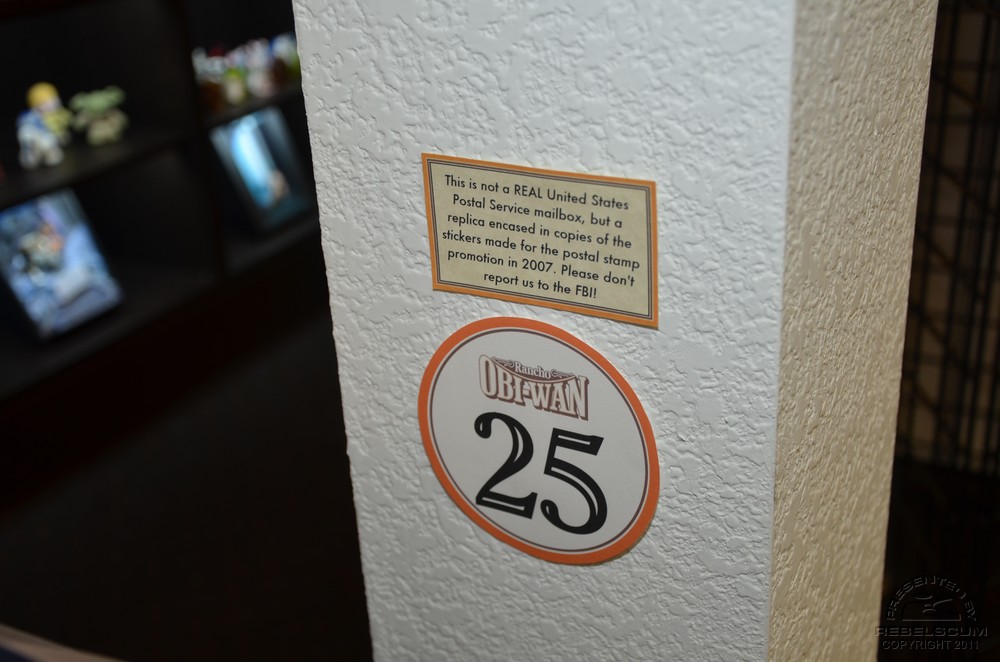 This is not a REAL United States
Postal Service mailbox, but a
replica encased in copies of the
stickers made for the postal stamp
promotion in 2007. Please don't
report us to the FBI!
Rancho
OBI-WAN
25
PRESENTED BY
REBELSCUM
COPYRIGHT 2011